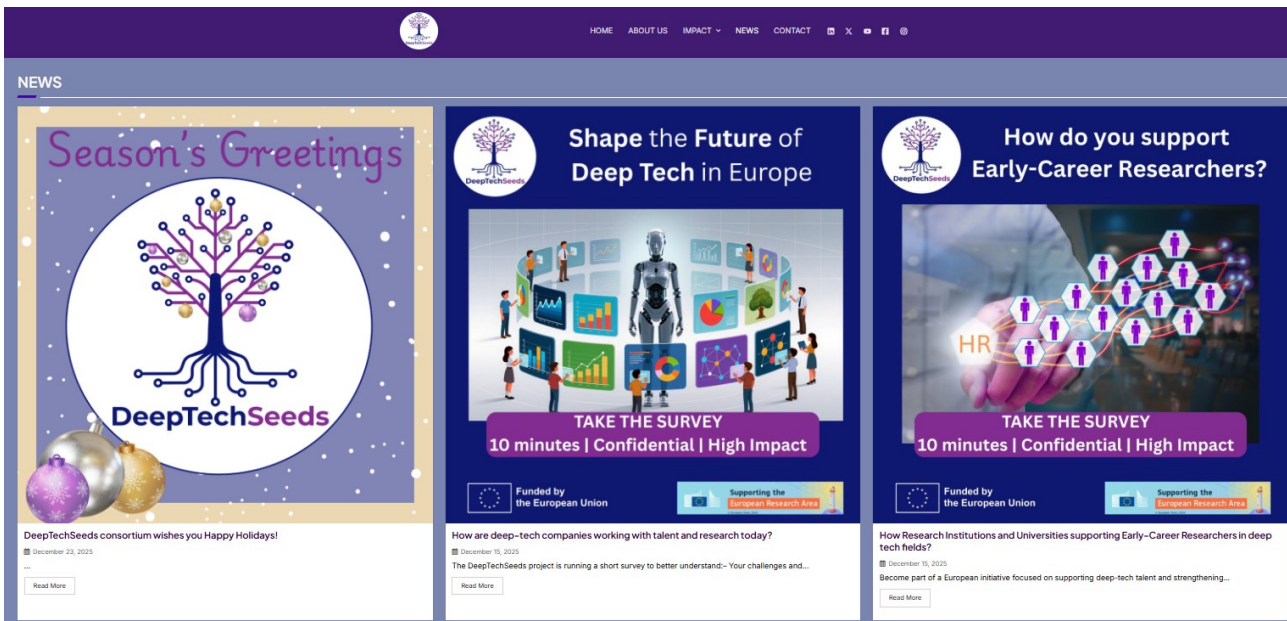 DeepTechSeeds
HOME ABOUT US IMPACT NEWS CONTACT
NEWS
Season's Greetings
DeepTechSeeds
DeepTechSeeds consortium wishes you Happy Holidays!
December 23, 2025
...
Read More
DeepTechSeeds
Shape the Future of
Deep Tech in Europe
TAKE THE SURVEY
10 minutes | Confidential | High Impact
Funded by
the European Union
Supporting the
European Research Area
How are deep-tech companies working with talent and research today?
December 15, 2025
The DeepTechSeeds project is running a short survey to better understand:– Your challenges and...
Read More
DeepTechSeeds
How do you support
Early-Career Researchers?
HR
TAKE THE SURVEY
10 minutes | Confidential | High Impact
Funded by
the European Union
Supporting the
European Research Area
How Research Institutions and Universities supporting Early-Career Researchers in deep
tech fields?
December 15, 2025
Become part of a European initiative focused on supporting deep-tech talent and strengthening...
Read More